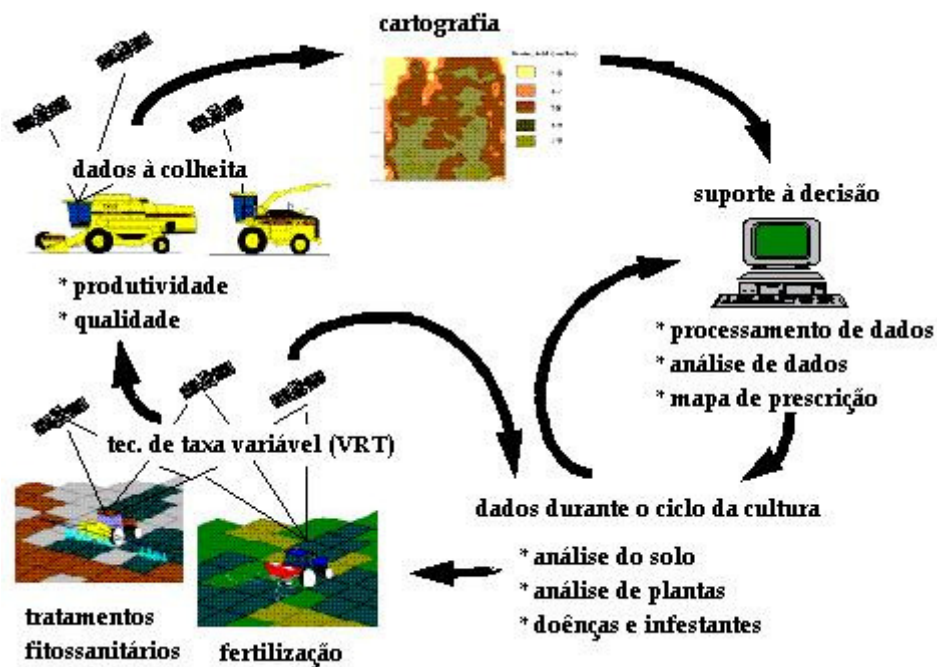 cartografia
dados à colheita
* produtividade
* qualidade
suporte à decisão
* processamento de dados
* análise de dados
* mapa de prescrição
tec. de taxa variável (VRT)
dados durante o ciclo da cultura
* análise do solo
* análise de plantas
* doênças e infestantes
tratamentos
fitossanitários
fertilização